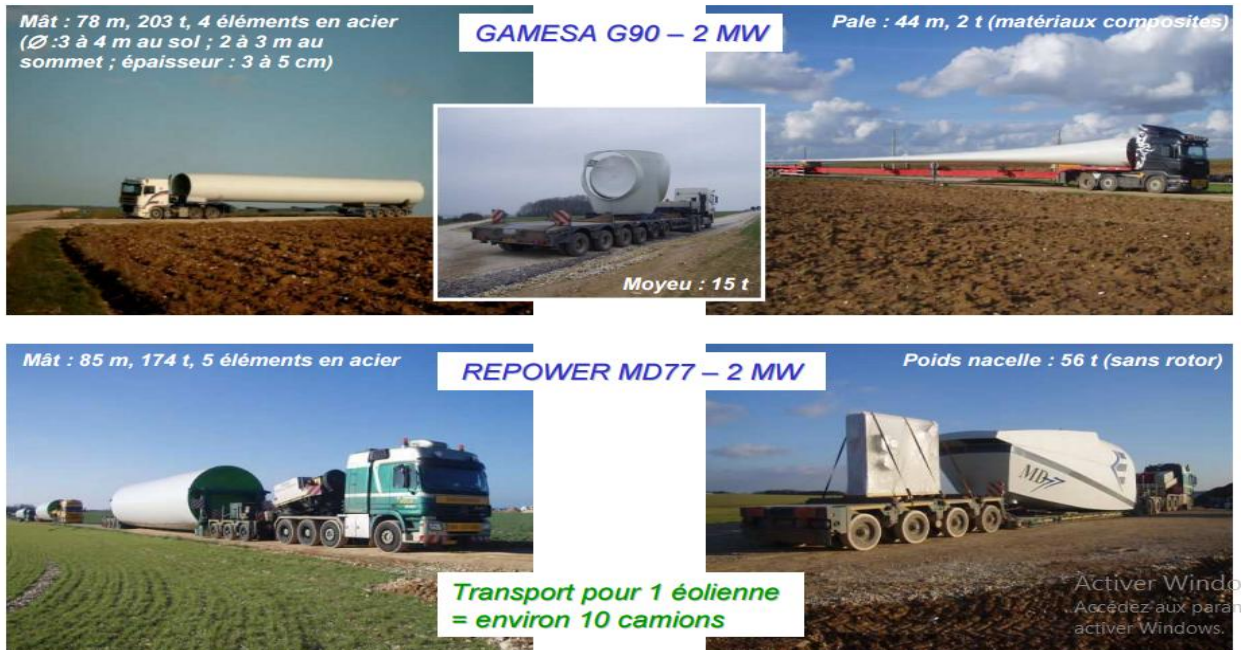 Mât : 78 m, 203 t, 4 éléments en acier
(Ø :3 à 4 m au sol ; 2 à 3 m au
sommet ; épaisseur : 3 à 5 cm)
GAMESA G90 – 2 MW
Pale : 44 m, 2 t (matériaux composites)
Moyeu : 15 t
Mât : 85 m, 174 t, 5 éléments en acier
REPOWER MD77 – 2 MW
Poids nacelle : 56 t (sans rotor)
MD77
Transport pour 1 éolienne
= environ 10 camions
Activer Windo
Accédez aux param
activer Windows.